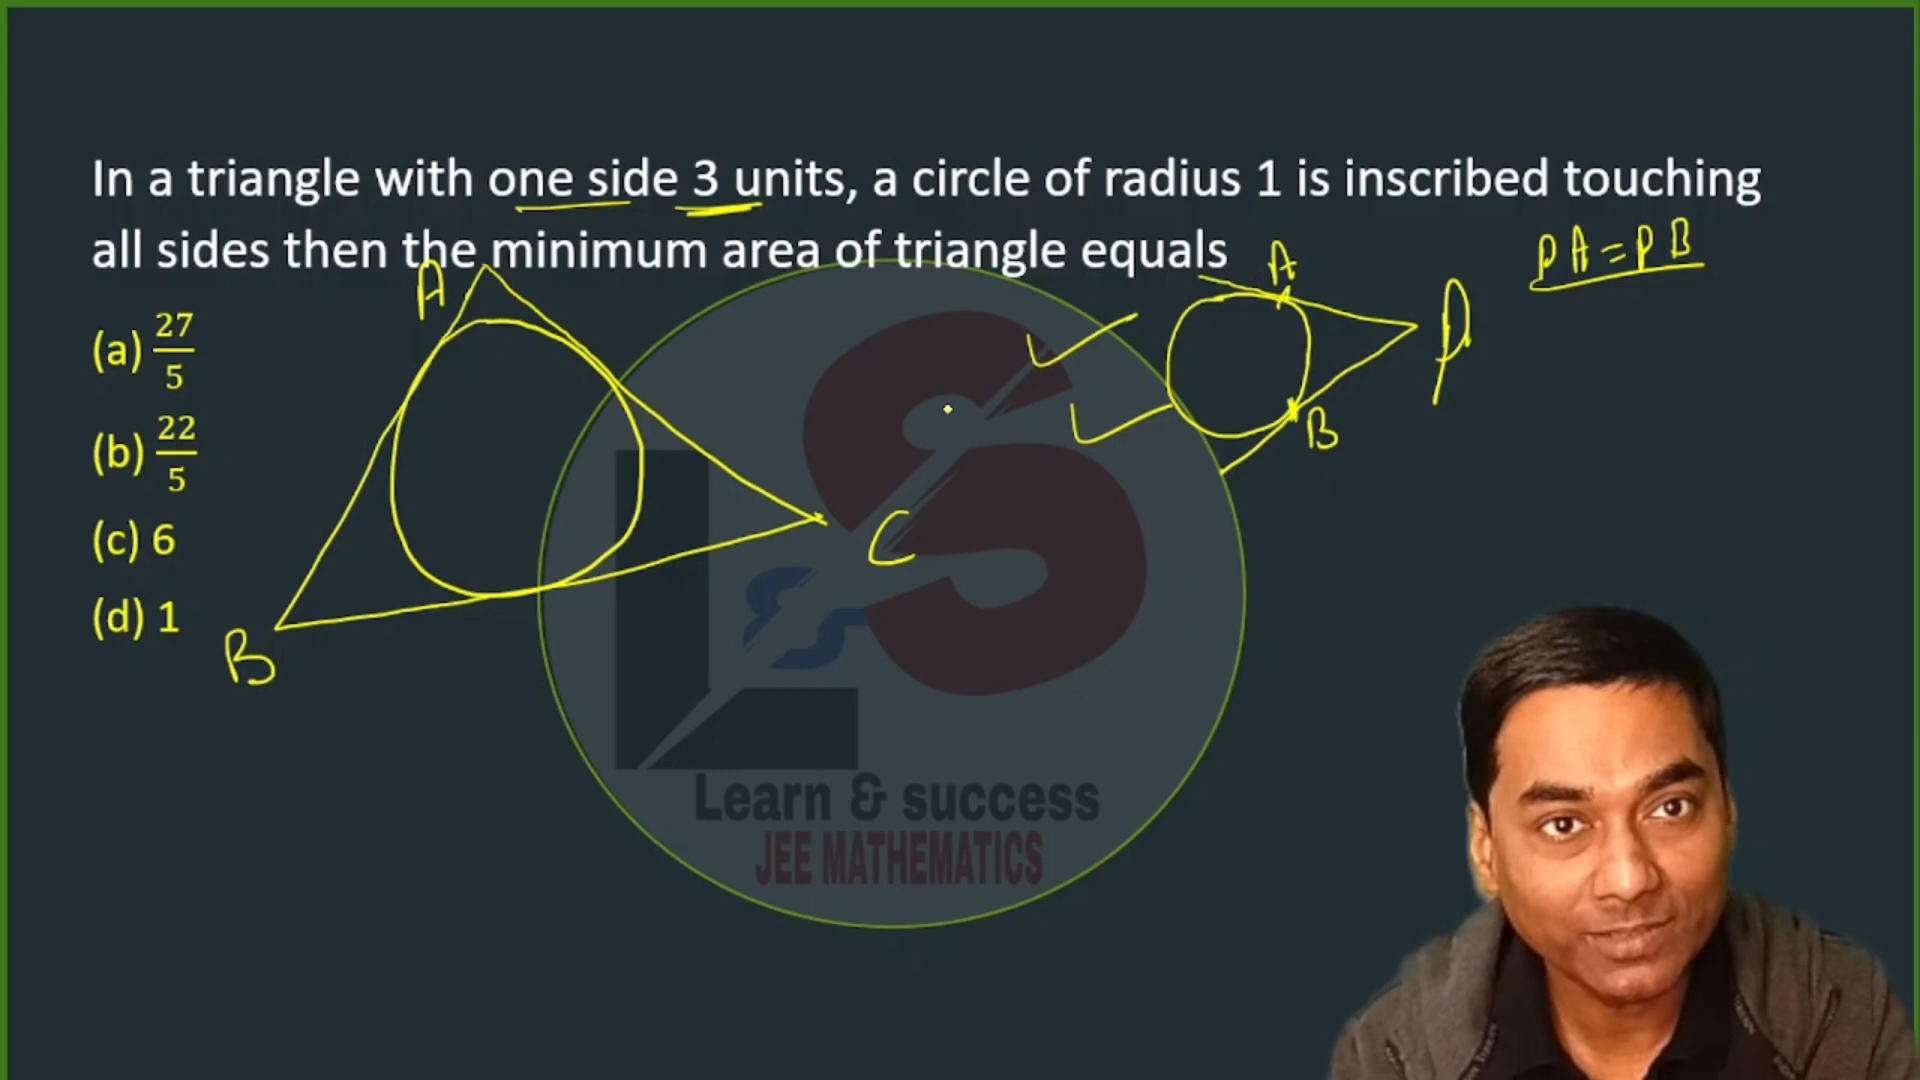 In a triangle with one side 3 units, a circle of radius 1 is inscribed touching
all sides then the minimum area of triangle equals
PA=PB
(a) 27/5
(b) 22/5
(c) 6
(d) 1
A
B
C
A
P
B
LS
Learn & success
JEE MATHEMATICS